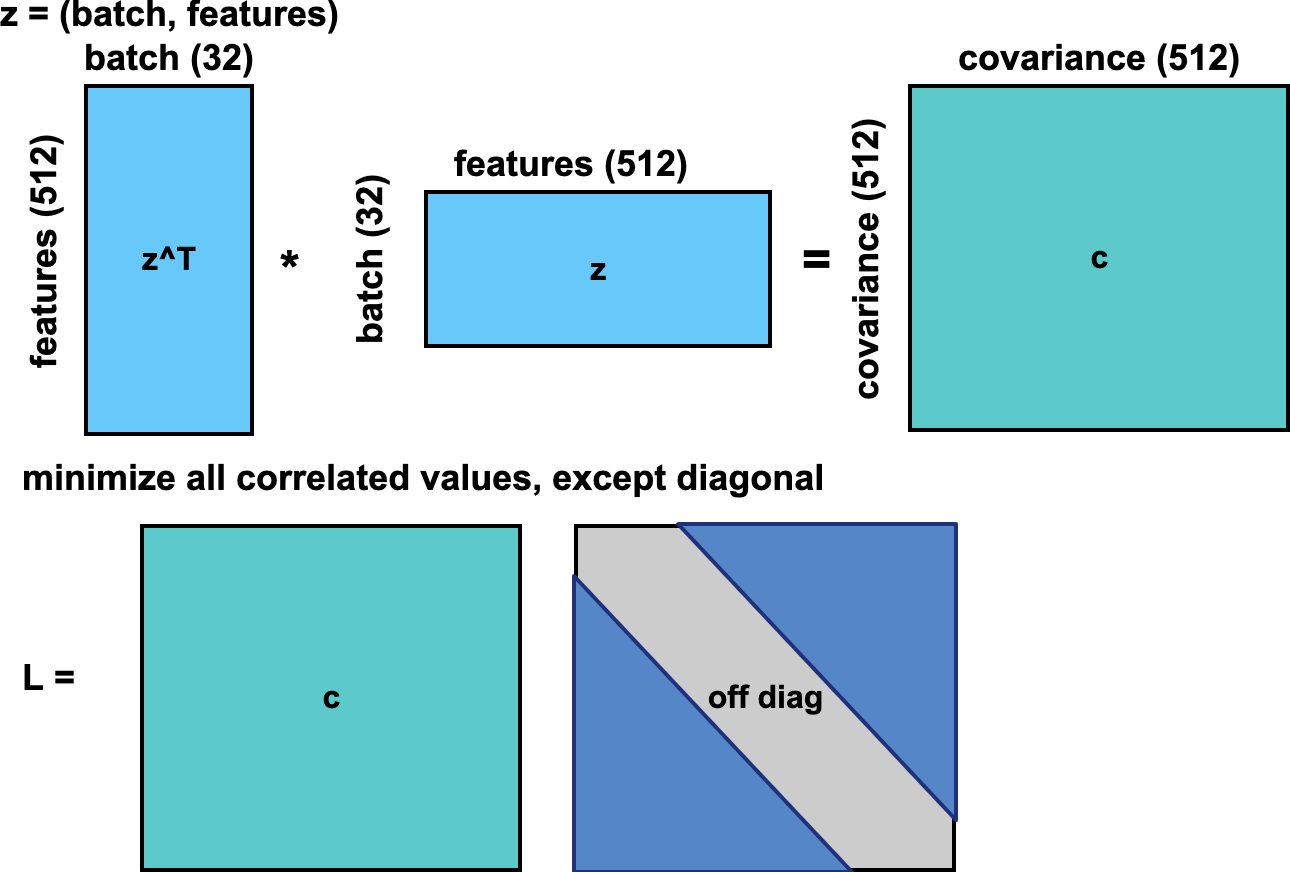 z = (batch, features)
batch (32)
covariance (512)
features (512)
z^T
*
batch (32)
features (512)
z
=
covariance (512)
c
minimize all correlated values, except diagonal
L =
c
off diag